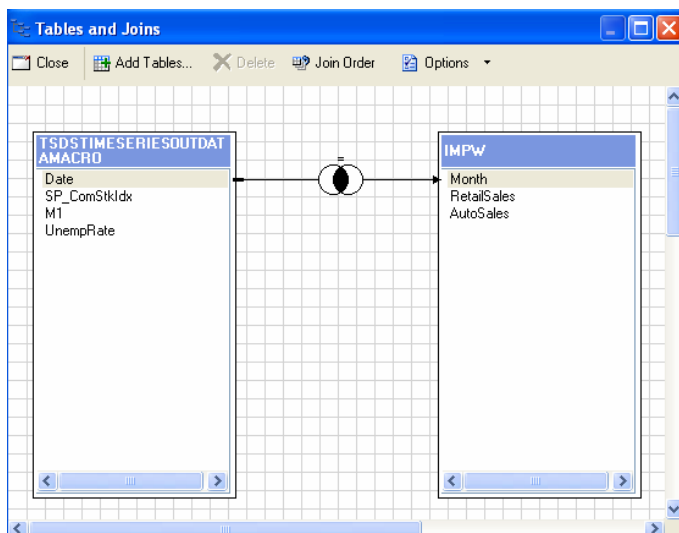 Tables and Joins
Close Add Tables... Delete Join Order Options
TSDSTIMESERIESOUTDAT
AMACRO
Date
SP_ComStkIdx
M1
UnempRate
=
IMPW
Month
RetailSales
AutoSales